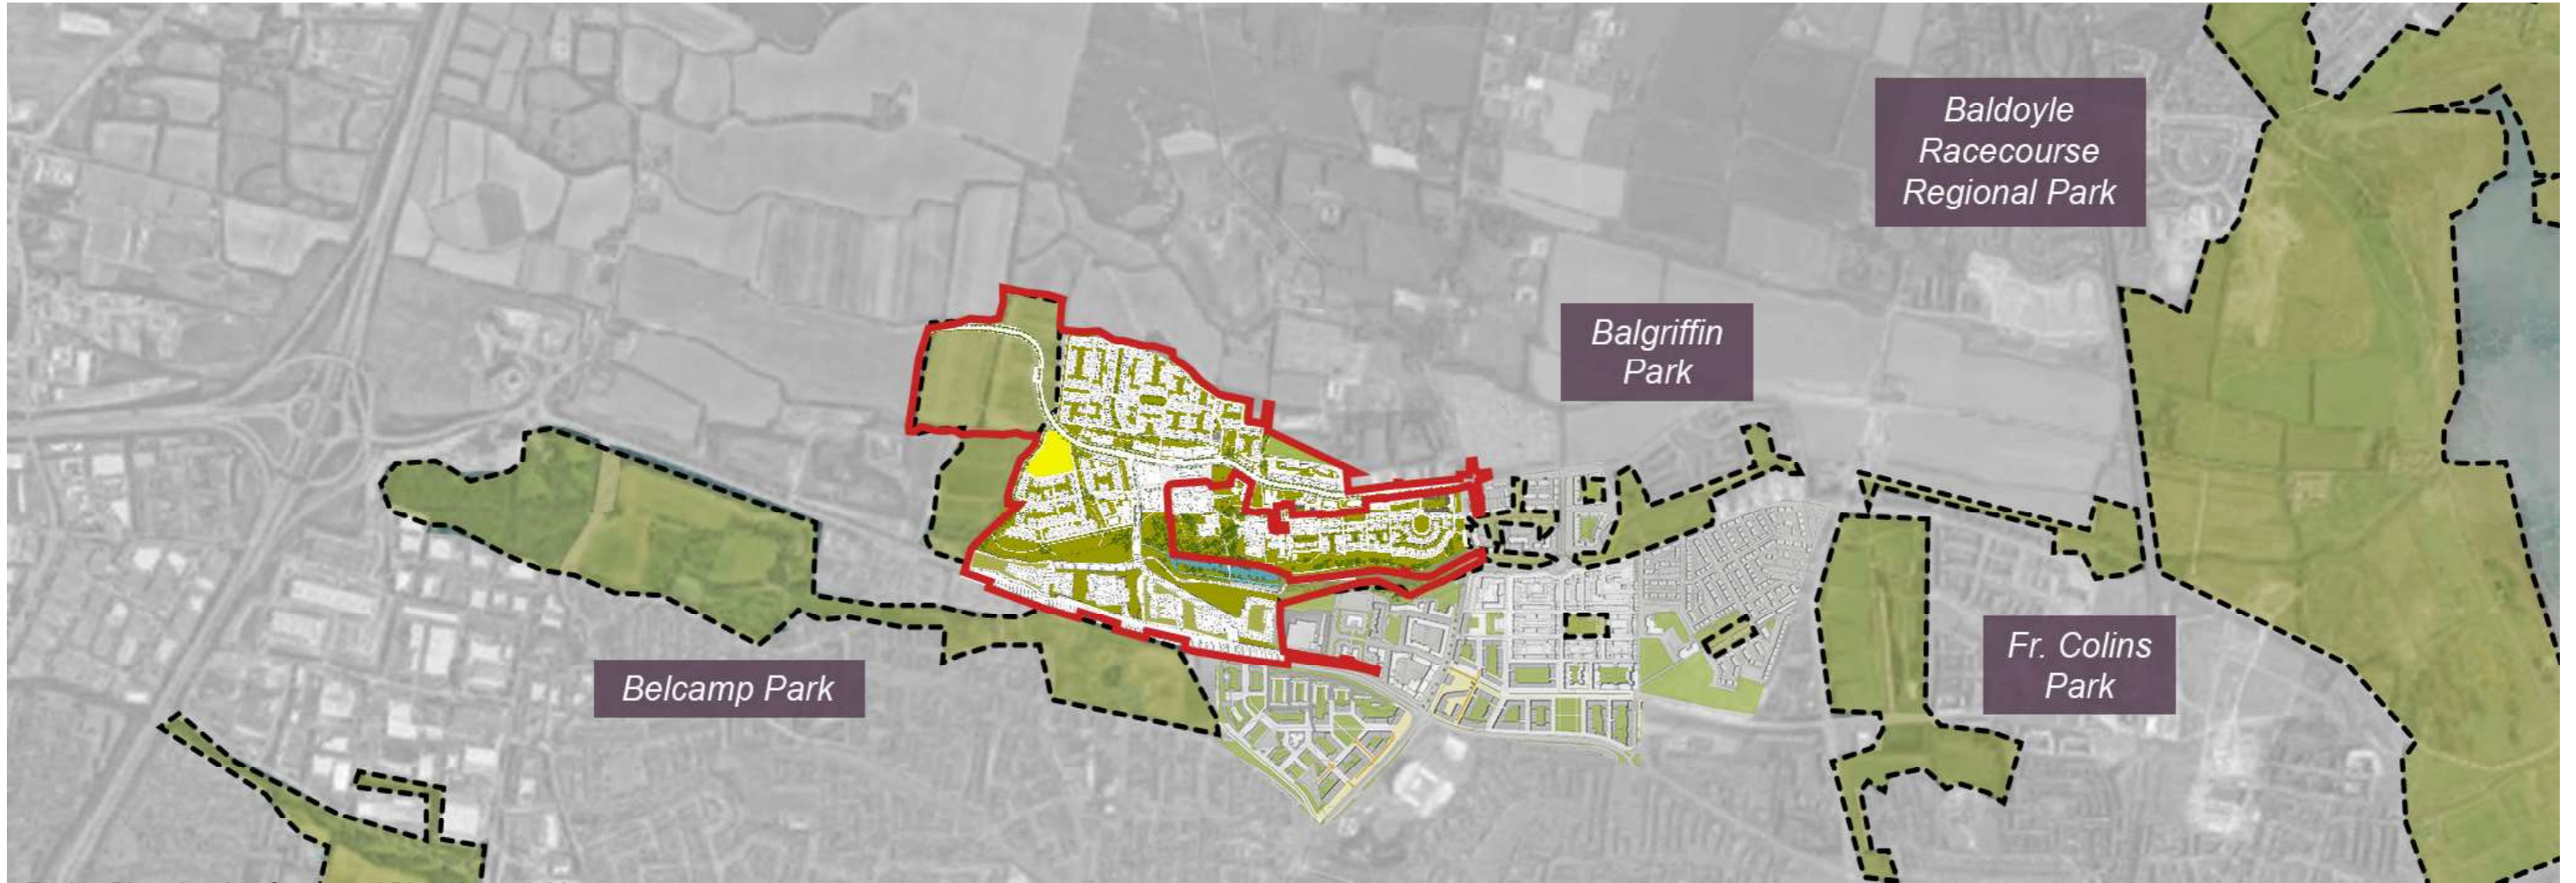 Baldoyle
Racecourse
Regional Park
Balgriffin
Park
Fr. Colins
Park
Belcamp Park